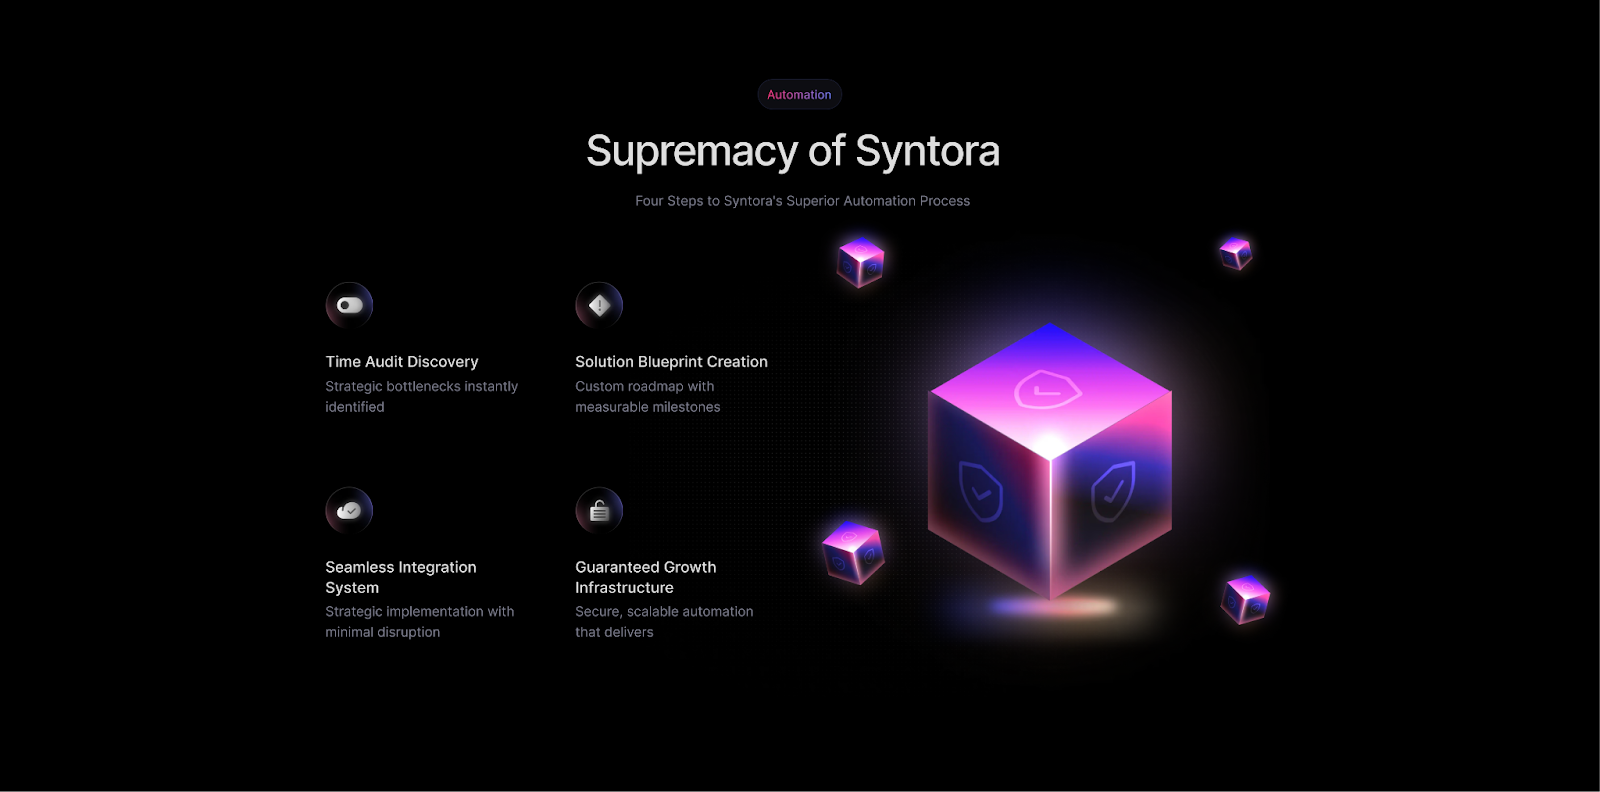 Automation
Supremacy of Syntora
Four Steps to Syntora's Superior Automation Process
Time Audit Discovery
Strategic bottlenecks instantly
identified
Solution Blueprint Creation
Custom roadmap with
measurable milestones
Seamless Integration
System
Strategic implementation with
minimal disruption
Guaranteed Growth
Infrastructure
Secure, scalable automation
that delivers